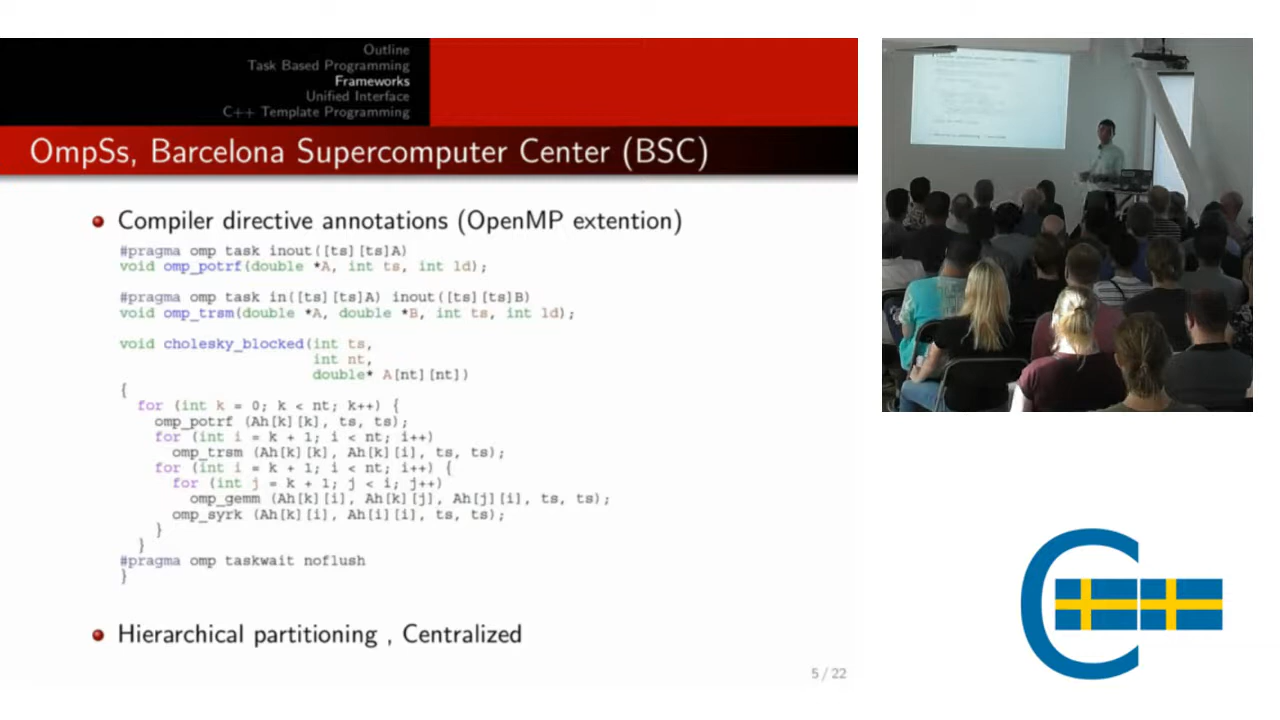 Outline
Task Based Programming
Frameworks
Unified Interface
C++ Template Programming
OmpSs, Barcelona Supercomputer Center (BSC)
Compiler directive annotations (OpenMP extention)
#pragma omp task inout([ts][ts]A)
void omp_potrf(double *A, int ts, int ld);
#pragma omp task in([ts][ts]A) inout([ts][ts]B)
void omp_trsm(double *A, double *B, int ts, int ld);
void cholesky_blocked(int ts,
int nt,
double* A[nt][nt])
{
for (int k = 0; k < nt; k++) {
omp_potrf (Ah[k][k], ts, ts);
for (int i = k + 1; i < nt; i++)
omp_trsm (Ah[k][k], Ah[k][i], ts, ts);
for (int i = k + 1; i < nt; i++) {
for (int j = k + 1; j < i; j++)
omp_gemm (Ah[k][i], Ah[k][j], Ah[j][i], ts, ts);
omp_syrk (Ah[k][i], Ah[i][i], ts, ts);
}
}
#pragma omp taskwait noflush
}
Hierarchical partitioning , Centralized
5 / 22